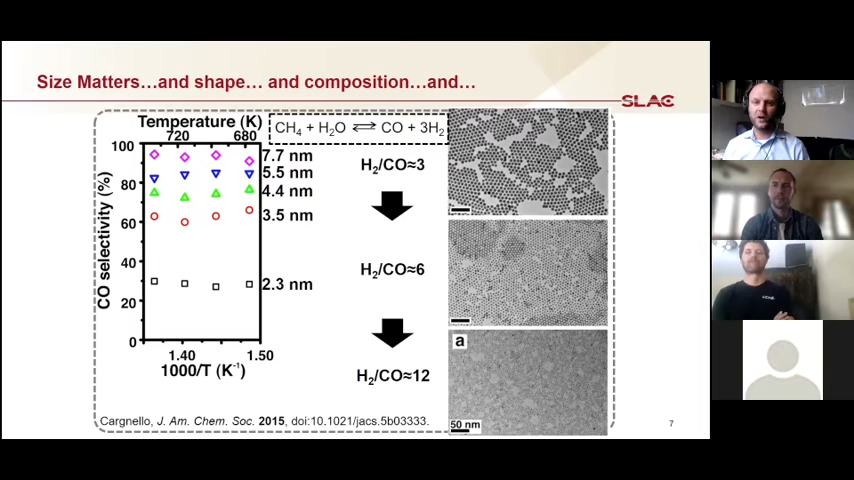 Size Matters…and shape… and composition…and…
SLAC
Temperature (K)
720 680
CH₄ + H₂O ⇄ CO + 3H₂
100
80
60
40
20
0
CO selectivity (%)
7.7 nm
5.5 nm
4.4 nm
3.5 nm
2.3 nm
1.40 1.50
1000/T (K⁻¹)
H₂/CO≈3
H₂/CO≈6
H₂/CO≈12
a
50 nm
Cargnello, J. Am. Chem. Soc. 2015, doi:10.1021/jacs.5b03333.
7